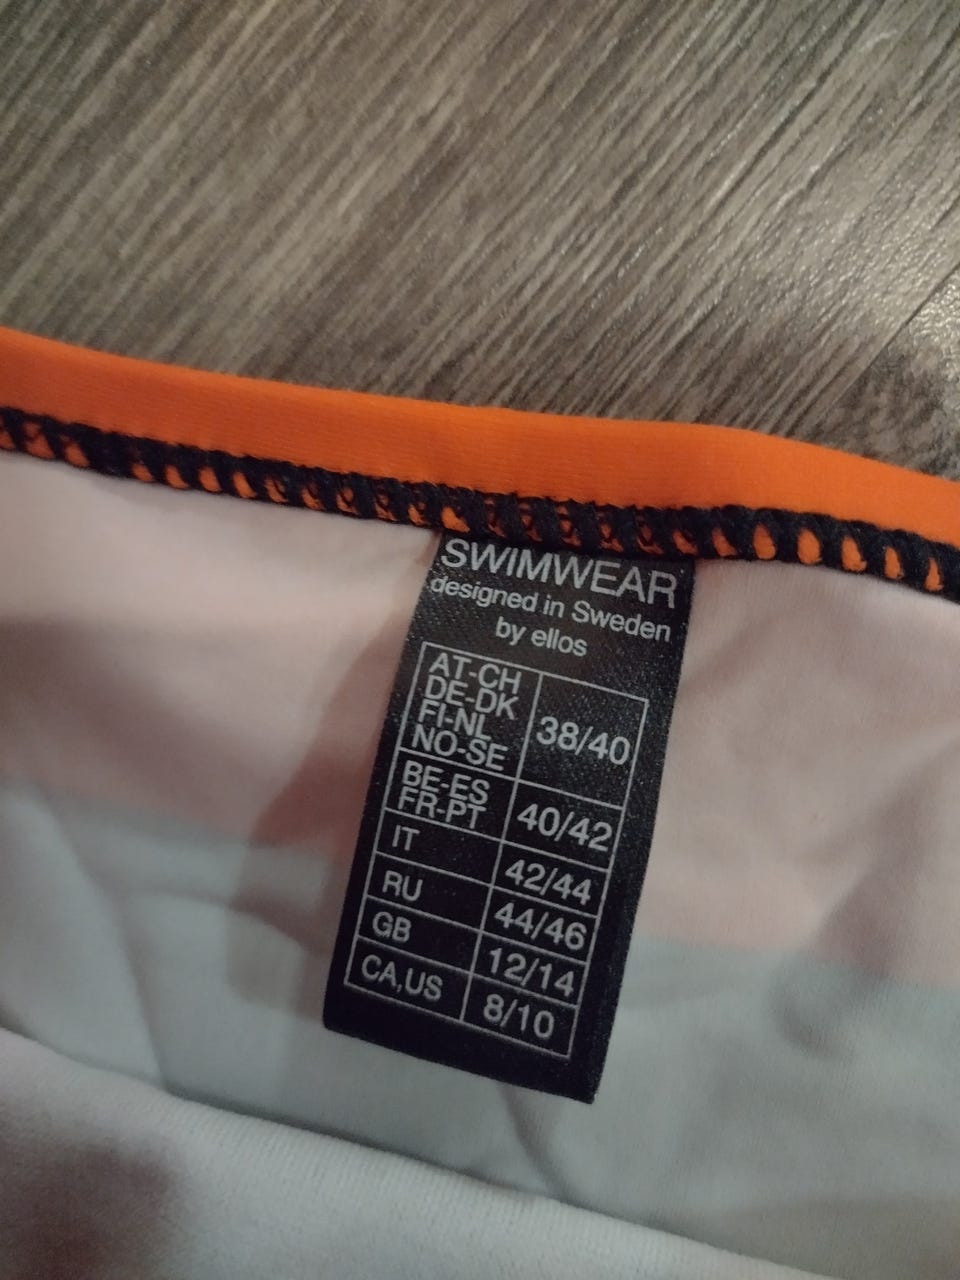 SWIMWEAR
designed in Sweden
by ellos
AT-CH
DE-DK
FI-NL
NO-SE
38/40
BE-ES
FR-PT
40/42
IT
42/44
RU
44/46
GB
12/14
CA,US
8/10